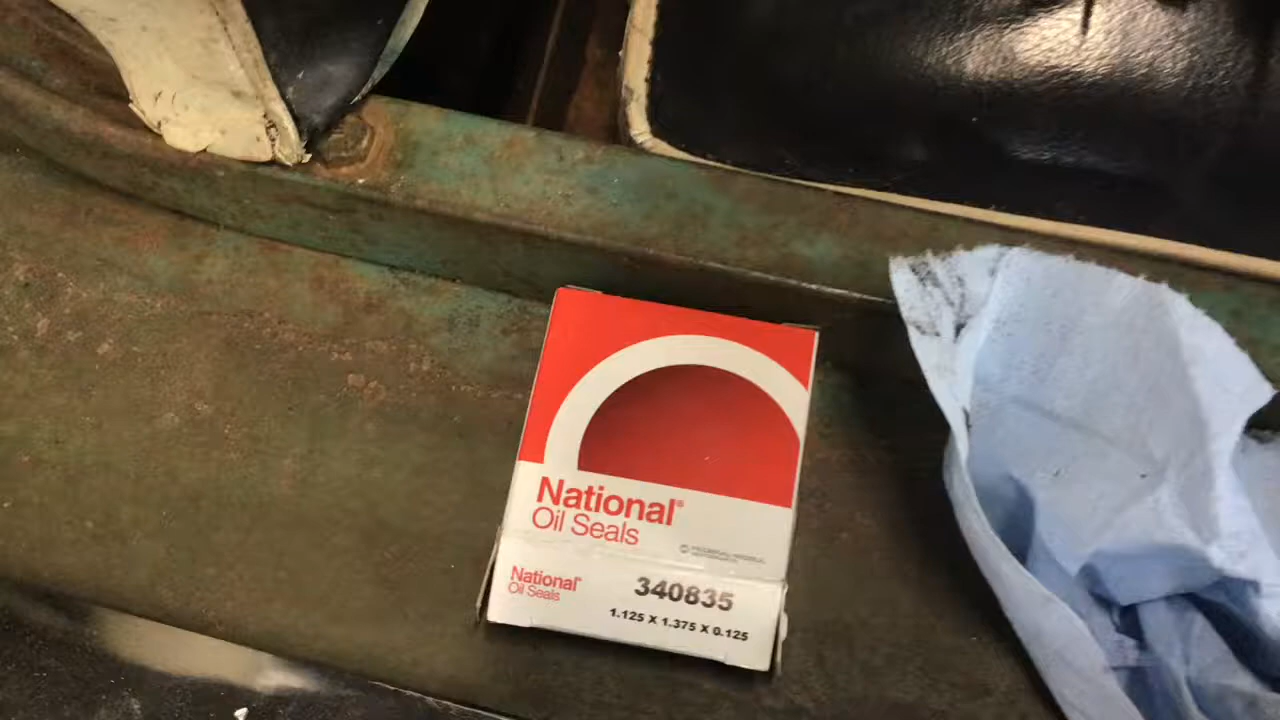 National®
Oil Seals
National®
Oil Seals
340835
1.125 X 1.375 X 0.125